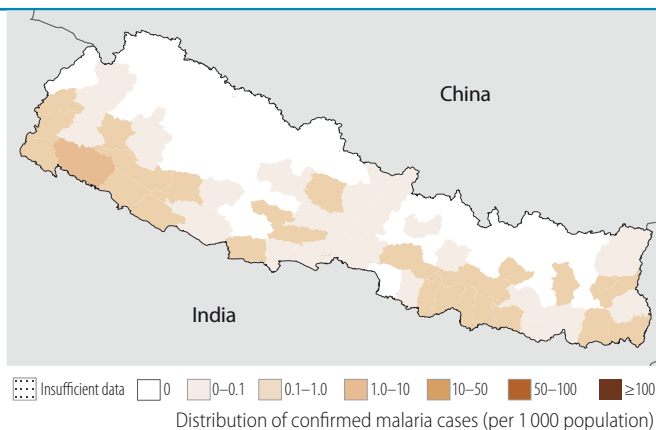 China
India
Insufficient data 0 0–0.1 0.1–1.0 1.0–10 10–50 50–100 ≥100
Distribution of confirmed malaria cases (per 1 000 population)